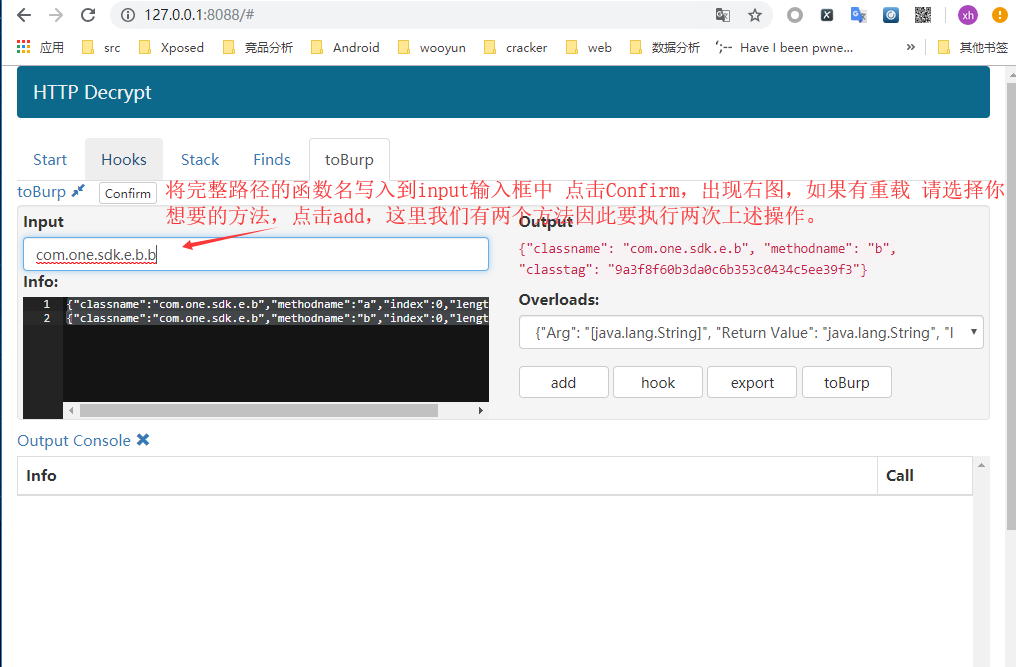 127.0.0.1:8088/#
xh
应用 src Xposed 竞品分析 Android wooyun cracker web 数据分析 Have I been pwne... » 其他书签
HTTP Decrypt
Start Hooks Stack Finds toBurp
toBurp Confirm
将完整路径的函数名写入到input输入框中 点击Confirm，出现右图，如果有重载 请选择你
想要的方法，点击add，这里我们有两个方法因此要执行两次上述操作。
Input
com.one.sdk.e.b.b
Info:
1 {"classname":"com.one.sdk.e.b","methodname":"a","index":0,"lengt
2 {"classname":"com.one.sdk.e.b","methodname":"b","index":0,"lengt
Output
{"classname": "com.one.sdk.e.b", "methodname": "b",
"classtag": "9a3f8f60b3da0c6b353c0434c5ee39f3"}
Overloads:
{"Arg": "[java.lang.String]", "Return Value": "java.lang.String", "I
add hook export toBurp
Output Console
Info Call